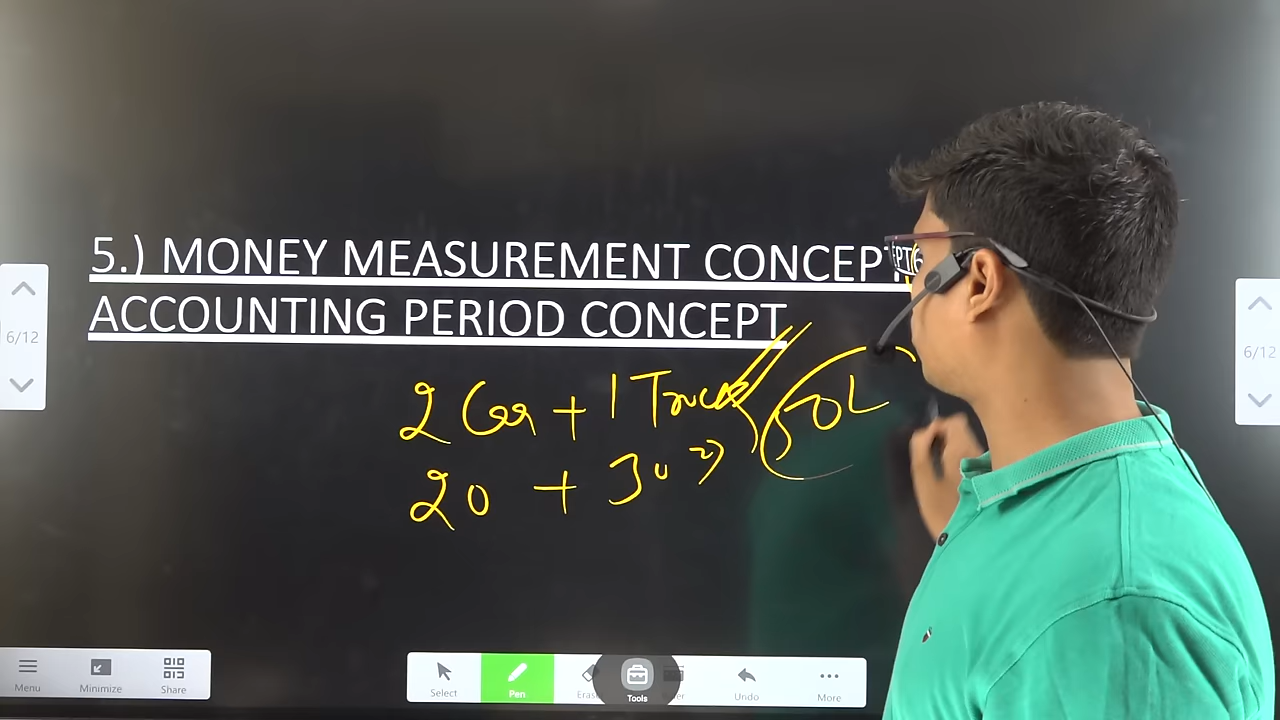 5.) MONEY MEASUREMENT CONCEPT
ACCOUNTING PERIOD CONCEPT
2 Car + 1 Truck
50L
20 + 30
6/12
6/12
Menu
Minimize
Share
Select
Pen
Tools
Undo
More